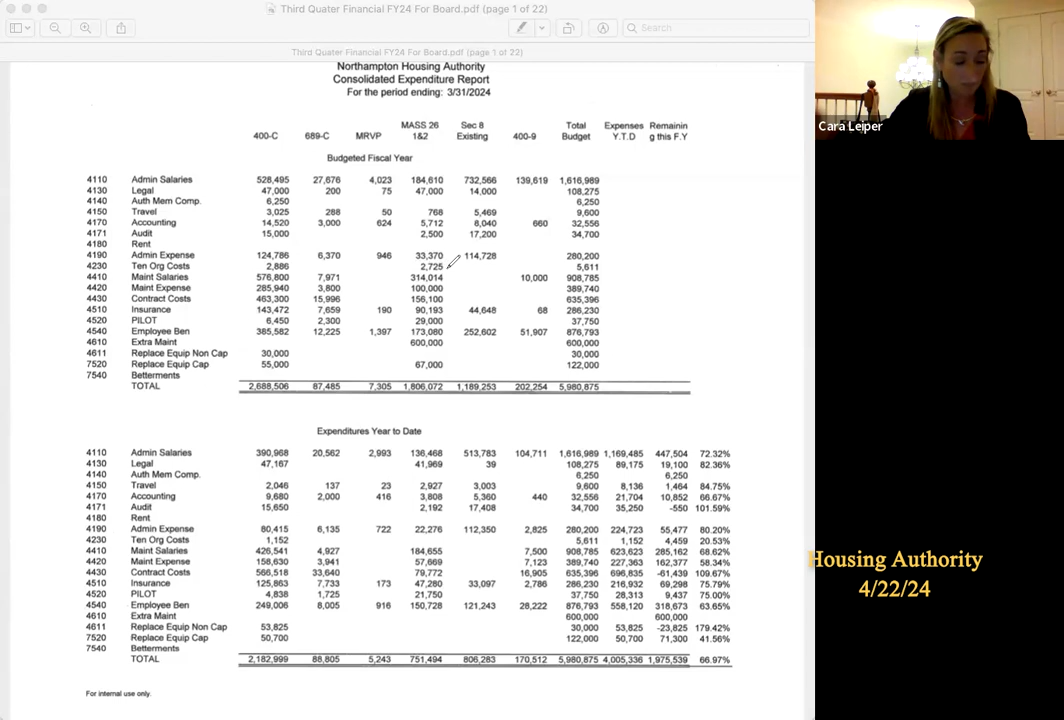 Third Quater Financial FY24 For Board.pdf (page 1 of 22)
Search
Third Quater Financial FY24 For Board.pdf (page 1 of 22)
Northampton Housing Authority
Consolidated Expenditure Report
For the period ending: 3/31/2024
MASS 26 Sec 8 Total Expenses Remainin
400-C 689-C MRVP 1&2 Existing 400-9 Budget Y.T.D g this F.Y
Budgeted Fiscal Year
4110 Admin Salaries 528,495 27,676 4,023 184,610 732,566 139,619 1,616,989
4130 Legal 47,000 200 75 47,000 14,000 108,275
4140 Auth Mem Comp. 6,250 6,250
4150 Travel 3,025 288 50 768 5,469 9,600
4170 Accounting 14,520 3,000 624 5,712 8,040 660 32,556
4171 Audit 15,000 2,500 17,200 34,700
4180 Rent
4190 Admin Expense 124,786 6,370 946 33,370 114,728 280,200
4230 Ten Org Costs 2,886 2,725 5,611
4410 Maint Salaries 576,800 7,971 314,014 10,000 908,785
4420 Maint Expense 285,940 3,800 100,000 389,740
4430 Contract Costs 463,300 15,996 156,100 635,396
4510 Insurance 143,472 7,659 190 90,193 44,648 68 286,230
4520 PILOT 6,450 2,300 29,000 37,750
4540 Employee Ben 385,582 12,225 1,397 173,080 252,602 51,907 876,793
4610 Extra Maint 600,000 600,000
4611 Replace Equip Non Cap 30,000 30,000
7520 Replace Equip Cap 55,000 67,000 122,000
7540 Betterments
TOTAL 2,688,506 87,485 7,305 1,806,072 1,189,253 202,254 5,980,875
Expenditures Year to Date
4110 Admin Salaries 390,968 20,562 2,993 136,468 513,783 104,711 1,616,989 1,169,485 447,504 72.32%
4130 Legal 47,167 41,969 39 108,275 89,175 19,100 82.36%
4140 Auth Mem Comp. 6,250 6,250
4150 Travel 2,046 137 23 2,927 3,003 9,600 8,136 1,464 84.75%
4170 Accounting 9,680 2,000 416 3,808 5,360 440 32,556 21,704 10,852 66.67%
4171 Audit 15,650 2,192 17,408 34,700 35,250 -550 101.59%
4180 Rent
4190 Admin Expense 80,415 6,135 722 22,276 112,350 2,825 280,200 224,723 55,477 80.20%
4230 Ten Org Costs 1,152 5,611 1,152 4,459 20.53%
4410 Maint Salaries 426,541 4,927 184,655 7,500 908,785 623,623 285,162 68.62%
4420 Maint Expense 158,630 3,941 57,669 7,123 389,740 227,363 162,377 58.34%
4430 Contract Costs 566,518 33,640 79,772 16,905 635,396 696,835 -61,439 109.67%
4510 Insurance 125,863 7,733 173 47,280 33,097 2,786 286,230 216,932 69,298 75.79%
4520 PILOT 4,838 1,725 21,750 37,750 28,313 9,437 75.00%
4540 Employee Ben 249,006 8,005 916 150,728 121,243 28,222 876,793 558,120 318,673 63.65%
4610 Extra Maint 600,000 600,000
4611 Replace Equip Non Cap 53,825 30,000 53,825 -23,825 179.42%
7520 Replace Equip Cap 50,700 122,000 50,700 71,300 41.56%
7540 Betterments
TOTAL 2,182,999 88,805 5,243 751,494 806,283 170,512 5,980,875 4,005,336 1,975,539 66.97%
For internal use only.
Cara Leiper
Housing Authority
4/22/24